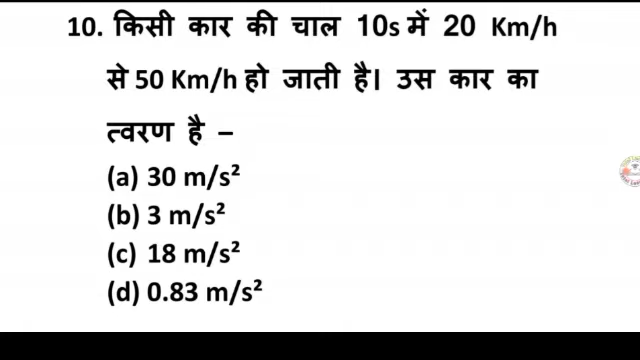 10. किसी कार की चाल 10s में 20 Km/h
से 50 Km/h हो जाती है। उस कार का
त्वरण है –
(a) 30 m/s²
(b) 3 m/s²
(c) 18 m/s²
(d) 0.83 m/s²